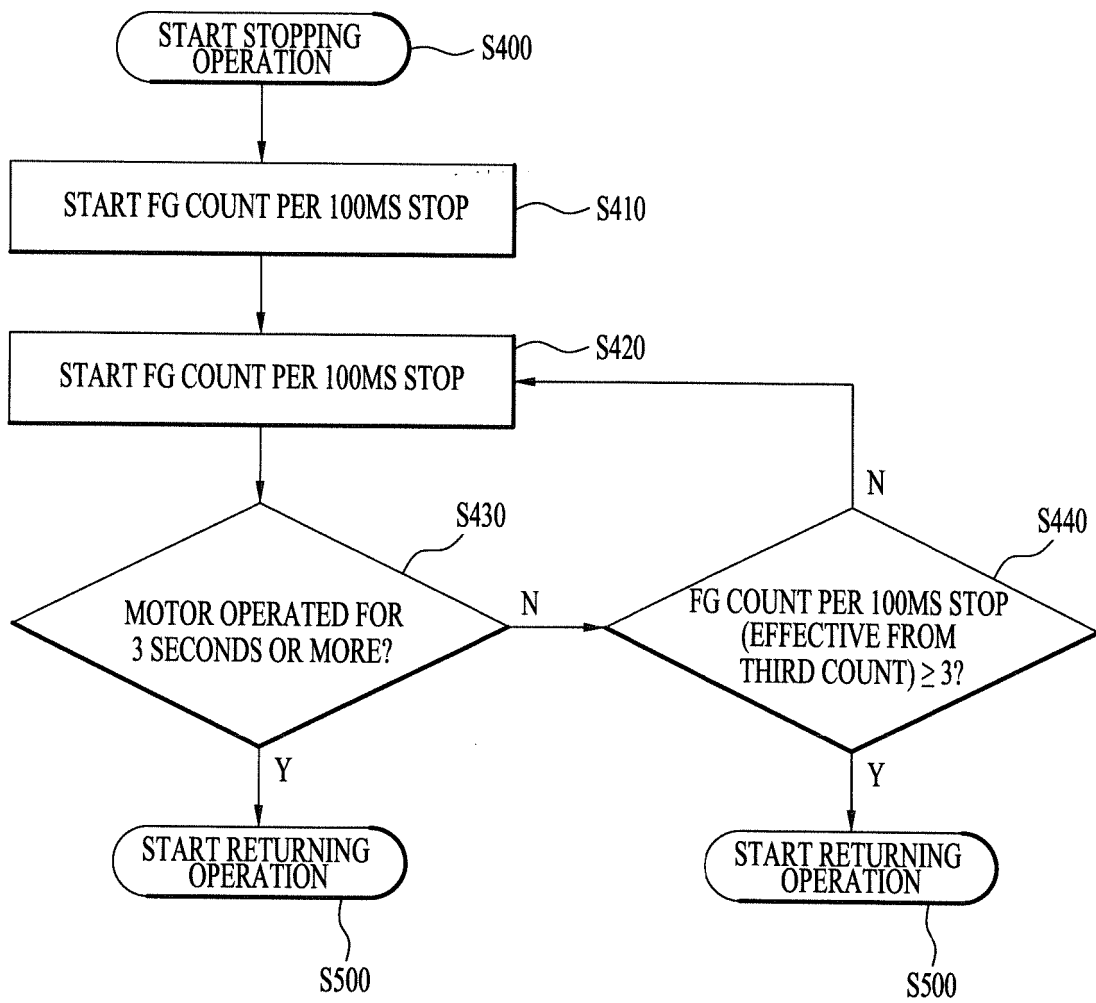 START STOPPING
OPERATION
S400
START FG COUNT PER 100MS STOP
S410
START FG COUNT PER 100MS STOP
S420
MOTOR OPERATED FOR
3 SECONDS OR MORE?
S430
N
Y
FG COUNT PER 100MS STOP
(EFFECTIVE FROM
THIRD COUNT) ≥ 3?
S440
N
Y
START RETURNING
OPERATION
S500
START RETURNING
OPERATION
S500